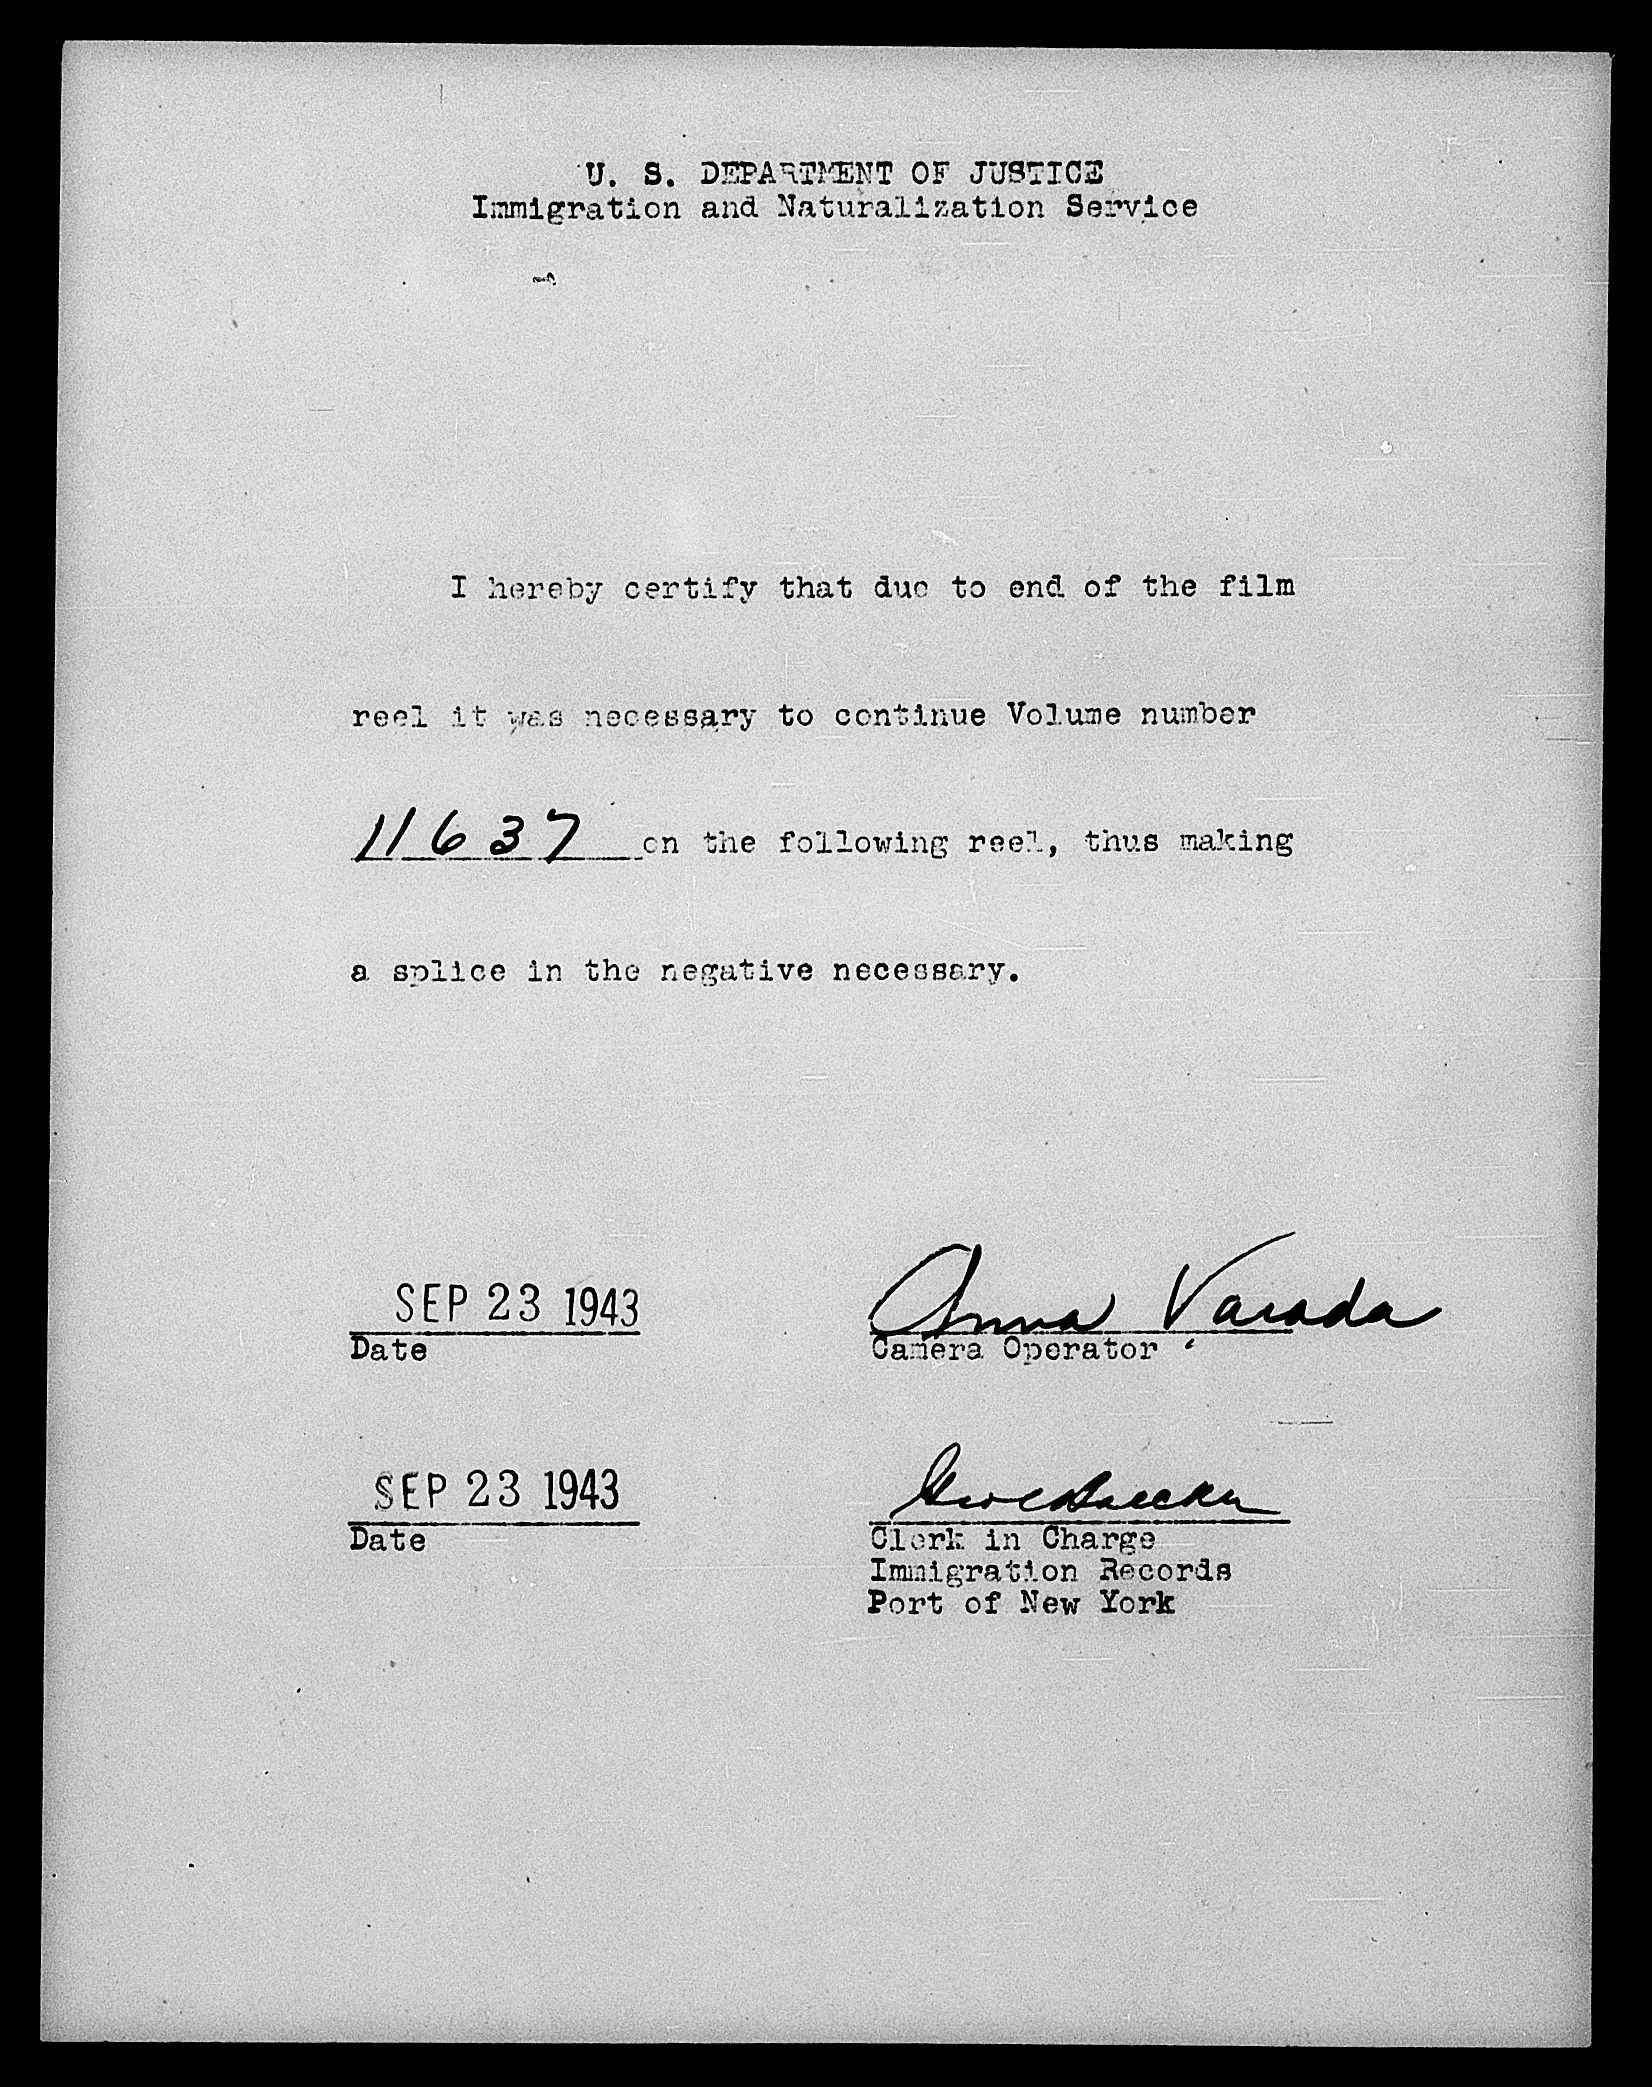 U. S. DEPARTMENT OF JUSTICE
Immigration and Naturalization Service
I hereby certify that due to end of the film
reel it was necessary to continue Volume number
11637 on the following reel, thus making
a splice in the negative necessary.
SEP 23 1943 Anna Varada
Date Camera Operator
SEP 23 1943
Date Clerk in Charge
Immigration Records
Port of New York